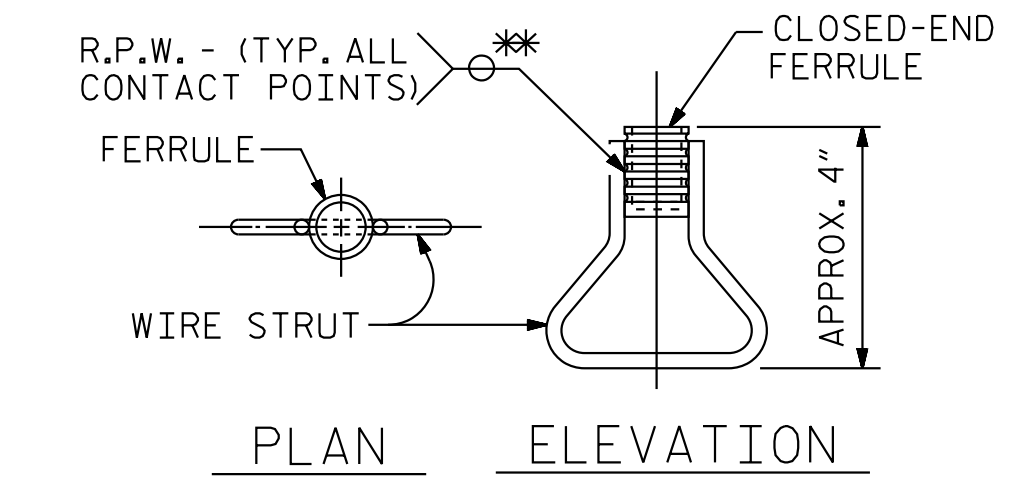 R.P.W. - (TYP. ALL
CONTACT POINTS)
**
CLOSED-END
FERRULE
FERRULE
APPROX. 4"
WIRE STRUT
PLAN
ELEVATION